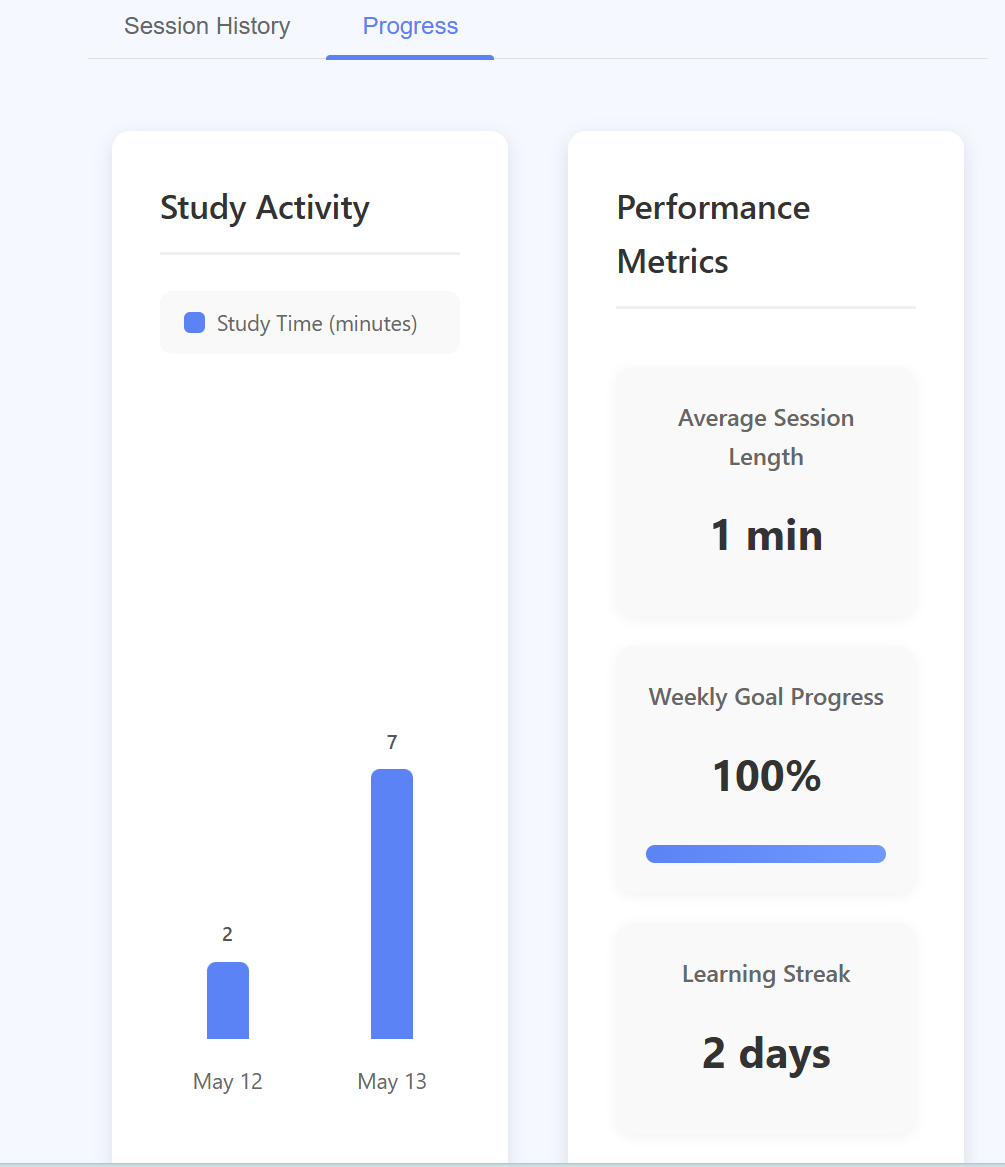 Session History
Progress
Study Activity
Study Time (minutes)
7
2
May 12
May 13
Performance
Metrics
Average Session
Length
1 min
Weekly Goal Progress
100%
Learning Streak
2 days